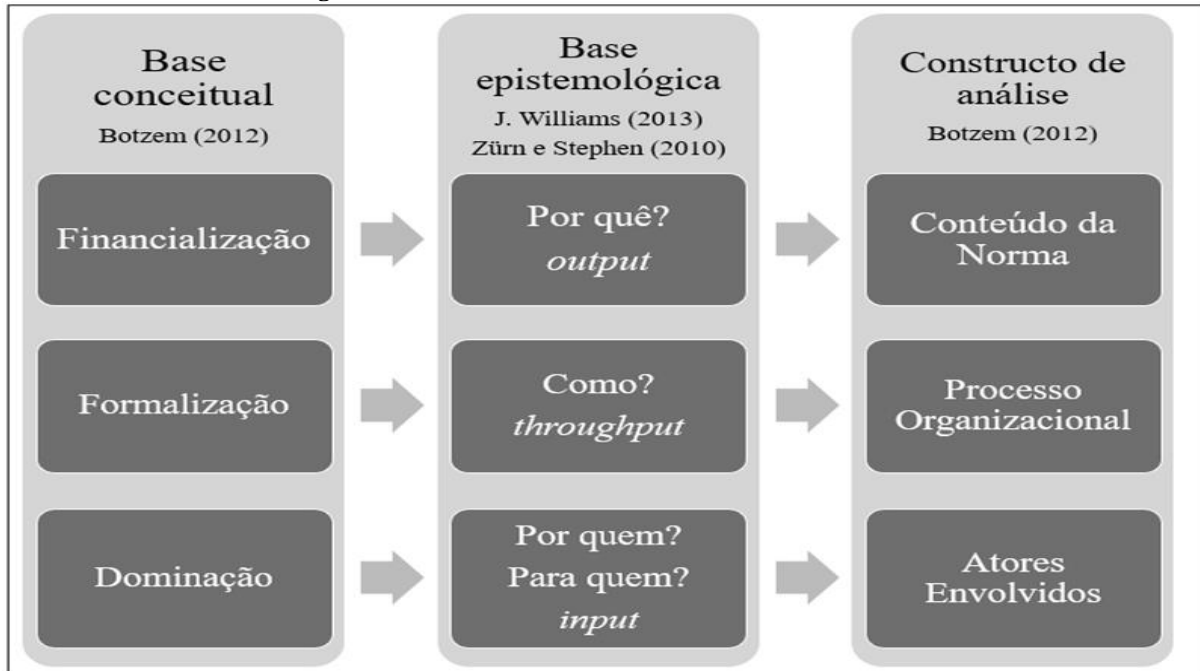 Base
conceitual
Botzem (2012)
Financialização
Formalização
Dominação
Base
epistemológica
J. Williams (2013)
Zürn e Stephen (2010)
Por quê?
output
Como?
throughput
Por quem?
Para quem?
input
Constructo de
análise
Botzem (2012)
Conteúdo da
Norma
Processo
Organizacional
Atores
Envolvidos